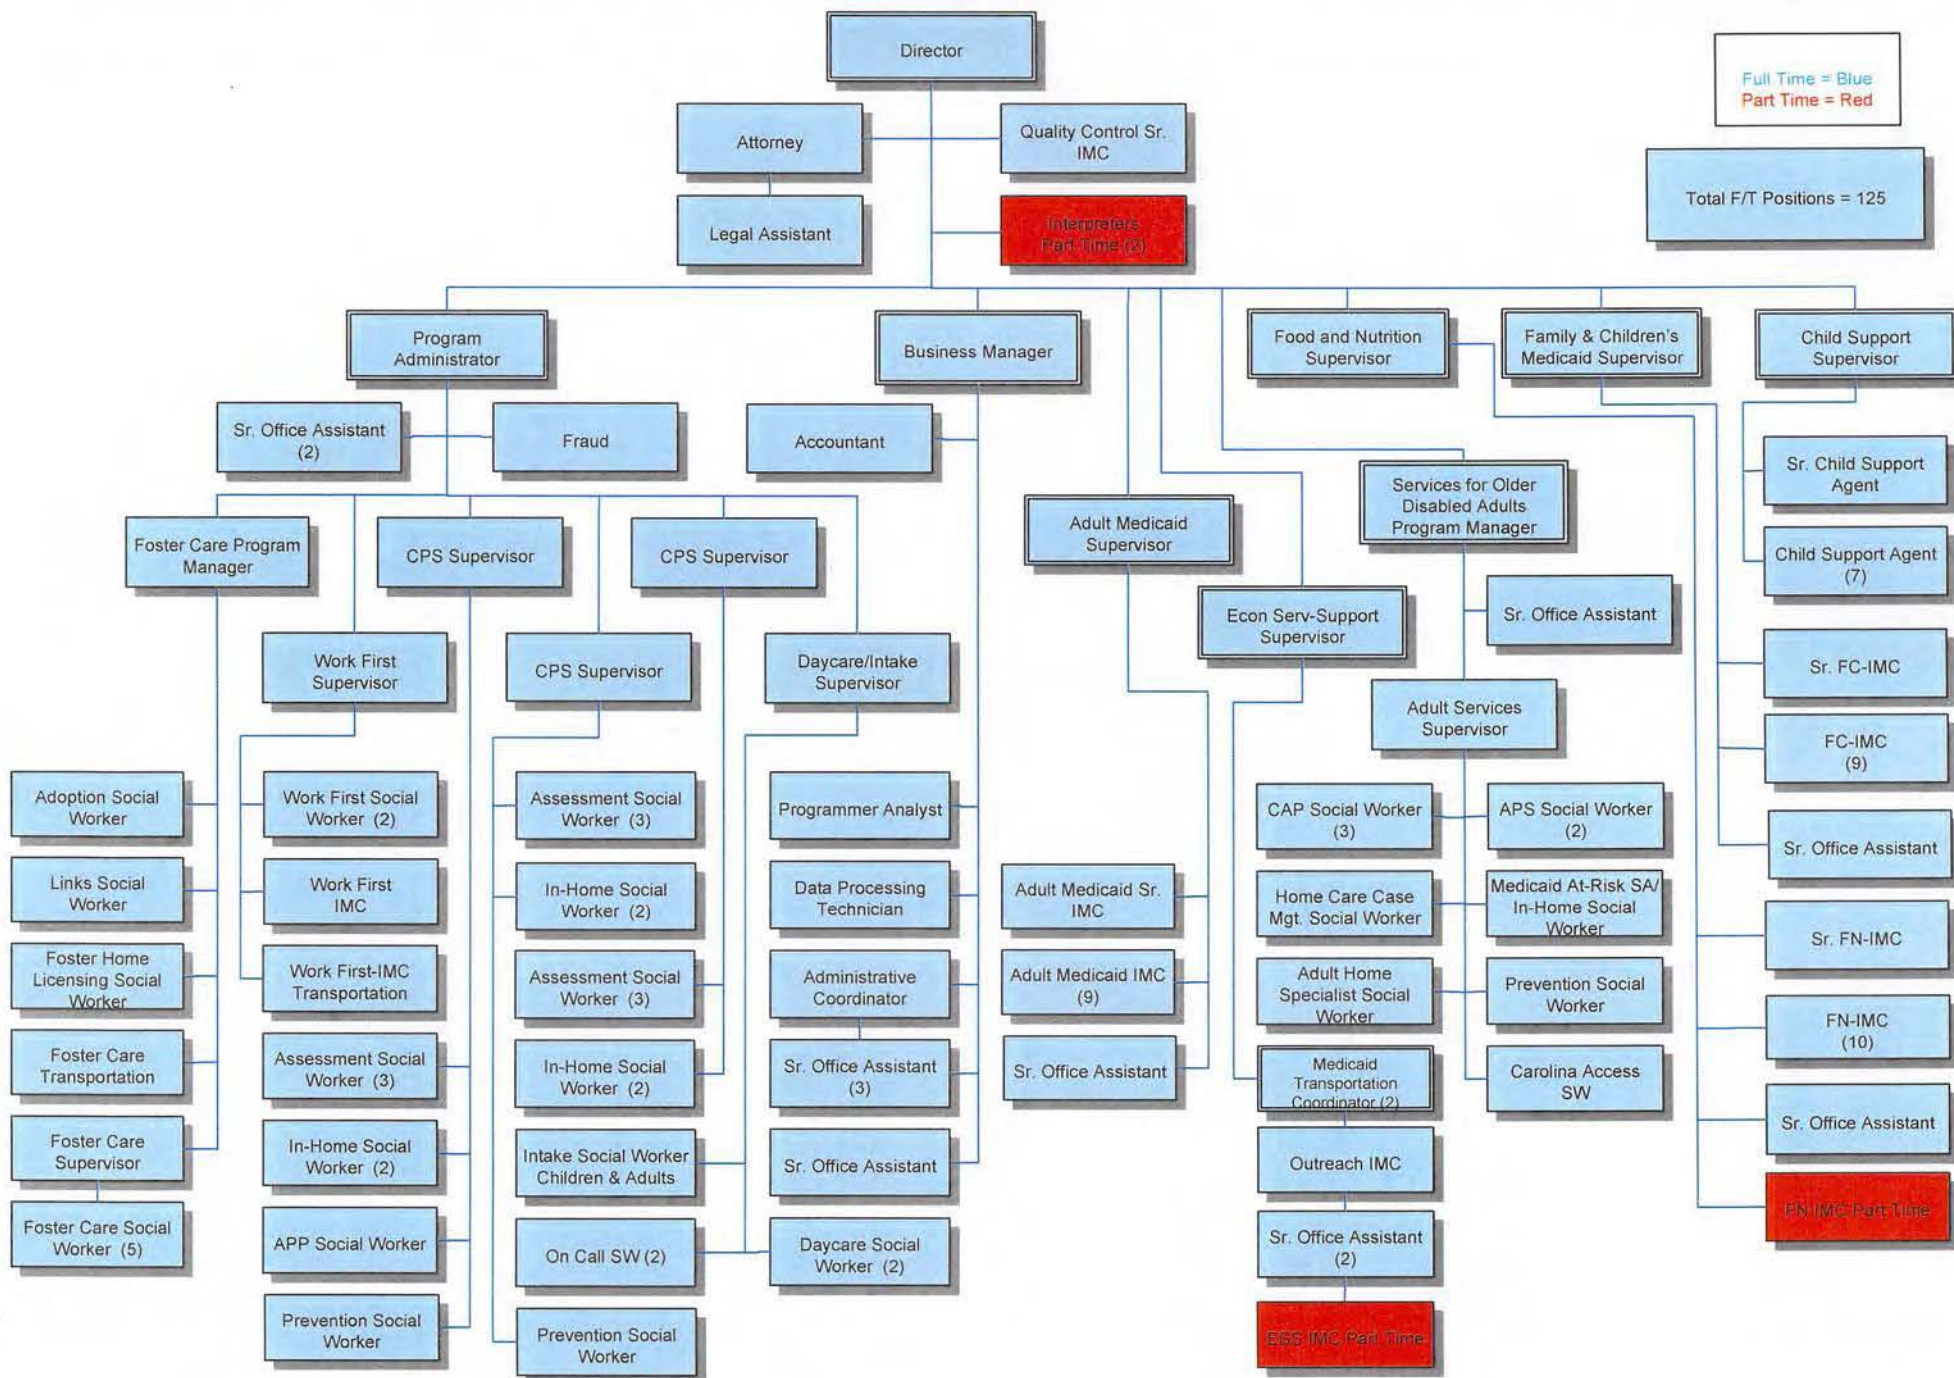 Director
Full Time = Blue
Part Time = Red
Attorney
Quality Control Sr.
IMC
Total F/T Positions = 125
Legal Assistant
Interpreters
Part Time (2)
Program
Administrator
Business Manager
Food and Nutrition
Supervisor
Family & Children's
Medicaid Supervisor
Child Support
Supervisor
Sr. Office Assistant
(2)
Fraud
Accountant
Sr. Child Support
Agent
Services for Older
Disabled Adults
Program Manager
Foster Care Program
Manager
CPS Supervisor
CPS Supervisor
Adult Medicaid
Supervisor
Child Support Agent
(7)
Econ Serv-Support
Supervisor
Sr. Office Assistant
Work First
Supervisor
CPS Supervisor
Daycare/Intake
Supervisor
Sr. FC-IMC
Adult Services
Supervisor
FC-IMC
(9)
Adoption Social
Worker
Work First Social
Worker (2)
Assessment Social
Worker (3)
Programmer Analyst
CAP Social Worker
(3)
APS Social Worker
(2)
Sr. Office Assistant
Links Social
Worker
Work First
IMC
In-Home Social
Worker (2)
Data Processing
Technician
Adult Medicaid Sr.
IMC
Home Care Case
Mgt. Social Worker
Medicaid At-Risk SA/
In-Home Social
Worker
Sr. FN-IMC
Foster Home
Licensing Social
Worker
Work First-IMC
Transportation
Assessment Social
Worker (3)
Administrative
Coordinator
Adult Medicaid IMC
(9)
Adult Home
Specialist Social
Worker
Prevention Social
Worker
FN-IMC
(10)
Foster Care
Transportation
Assessment Social
Worker (3)
In-Home Social
Worker (2)
Sr. Office Assistant
(3)
Sr. Office Assistant
Medicaid
Transportation
Coordinator (2)
Carolina Access
SW
Sr. Office Assistant
Foster Care
Supervisor
In-Home Social
Worker (2)
Intake Social Worker
Children & Adults
Sr. Office Assistant
Outreach IMC
FN-IMC Part Time
Foster Care Social
Worker (5)
APP Social Worker
On Call SW (2)
Daycare Social
Worker (2)
Sr. Office Assistant
(2)
Prevention Social
Worker
Prevention Social
Worker
ESS IMC Part Time